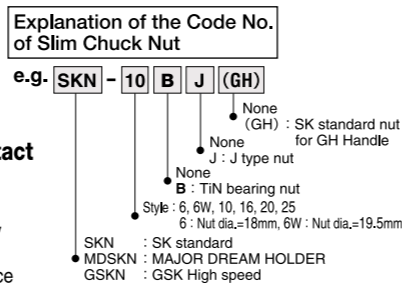 Explanation of the Code No.
of Slim Chuck Nut
e.g. SKN - 10 B J (GH)
None
(GH) : SK standard nut
for GH Handle
None
J : J type nut
None
B : TiN bearing nut
Style : 6, 6W, 10, 16, 20, 25
6 : Nut dia.=18mm, 6W : Nut dia.=19.5mm
SKN : SK standard
MDSKN : MAJOR DREAM HOLDER
GSKN : GSK High speed
tact
ce